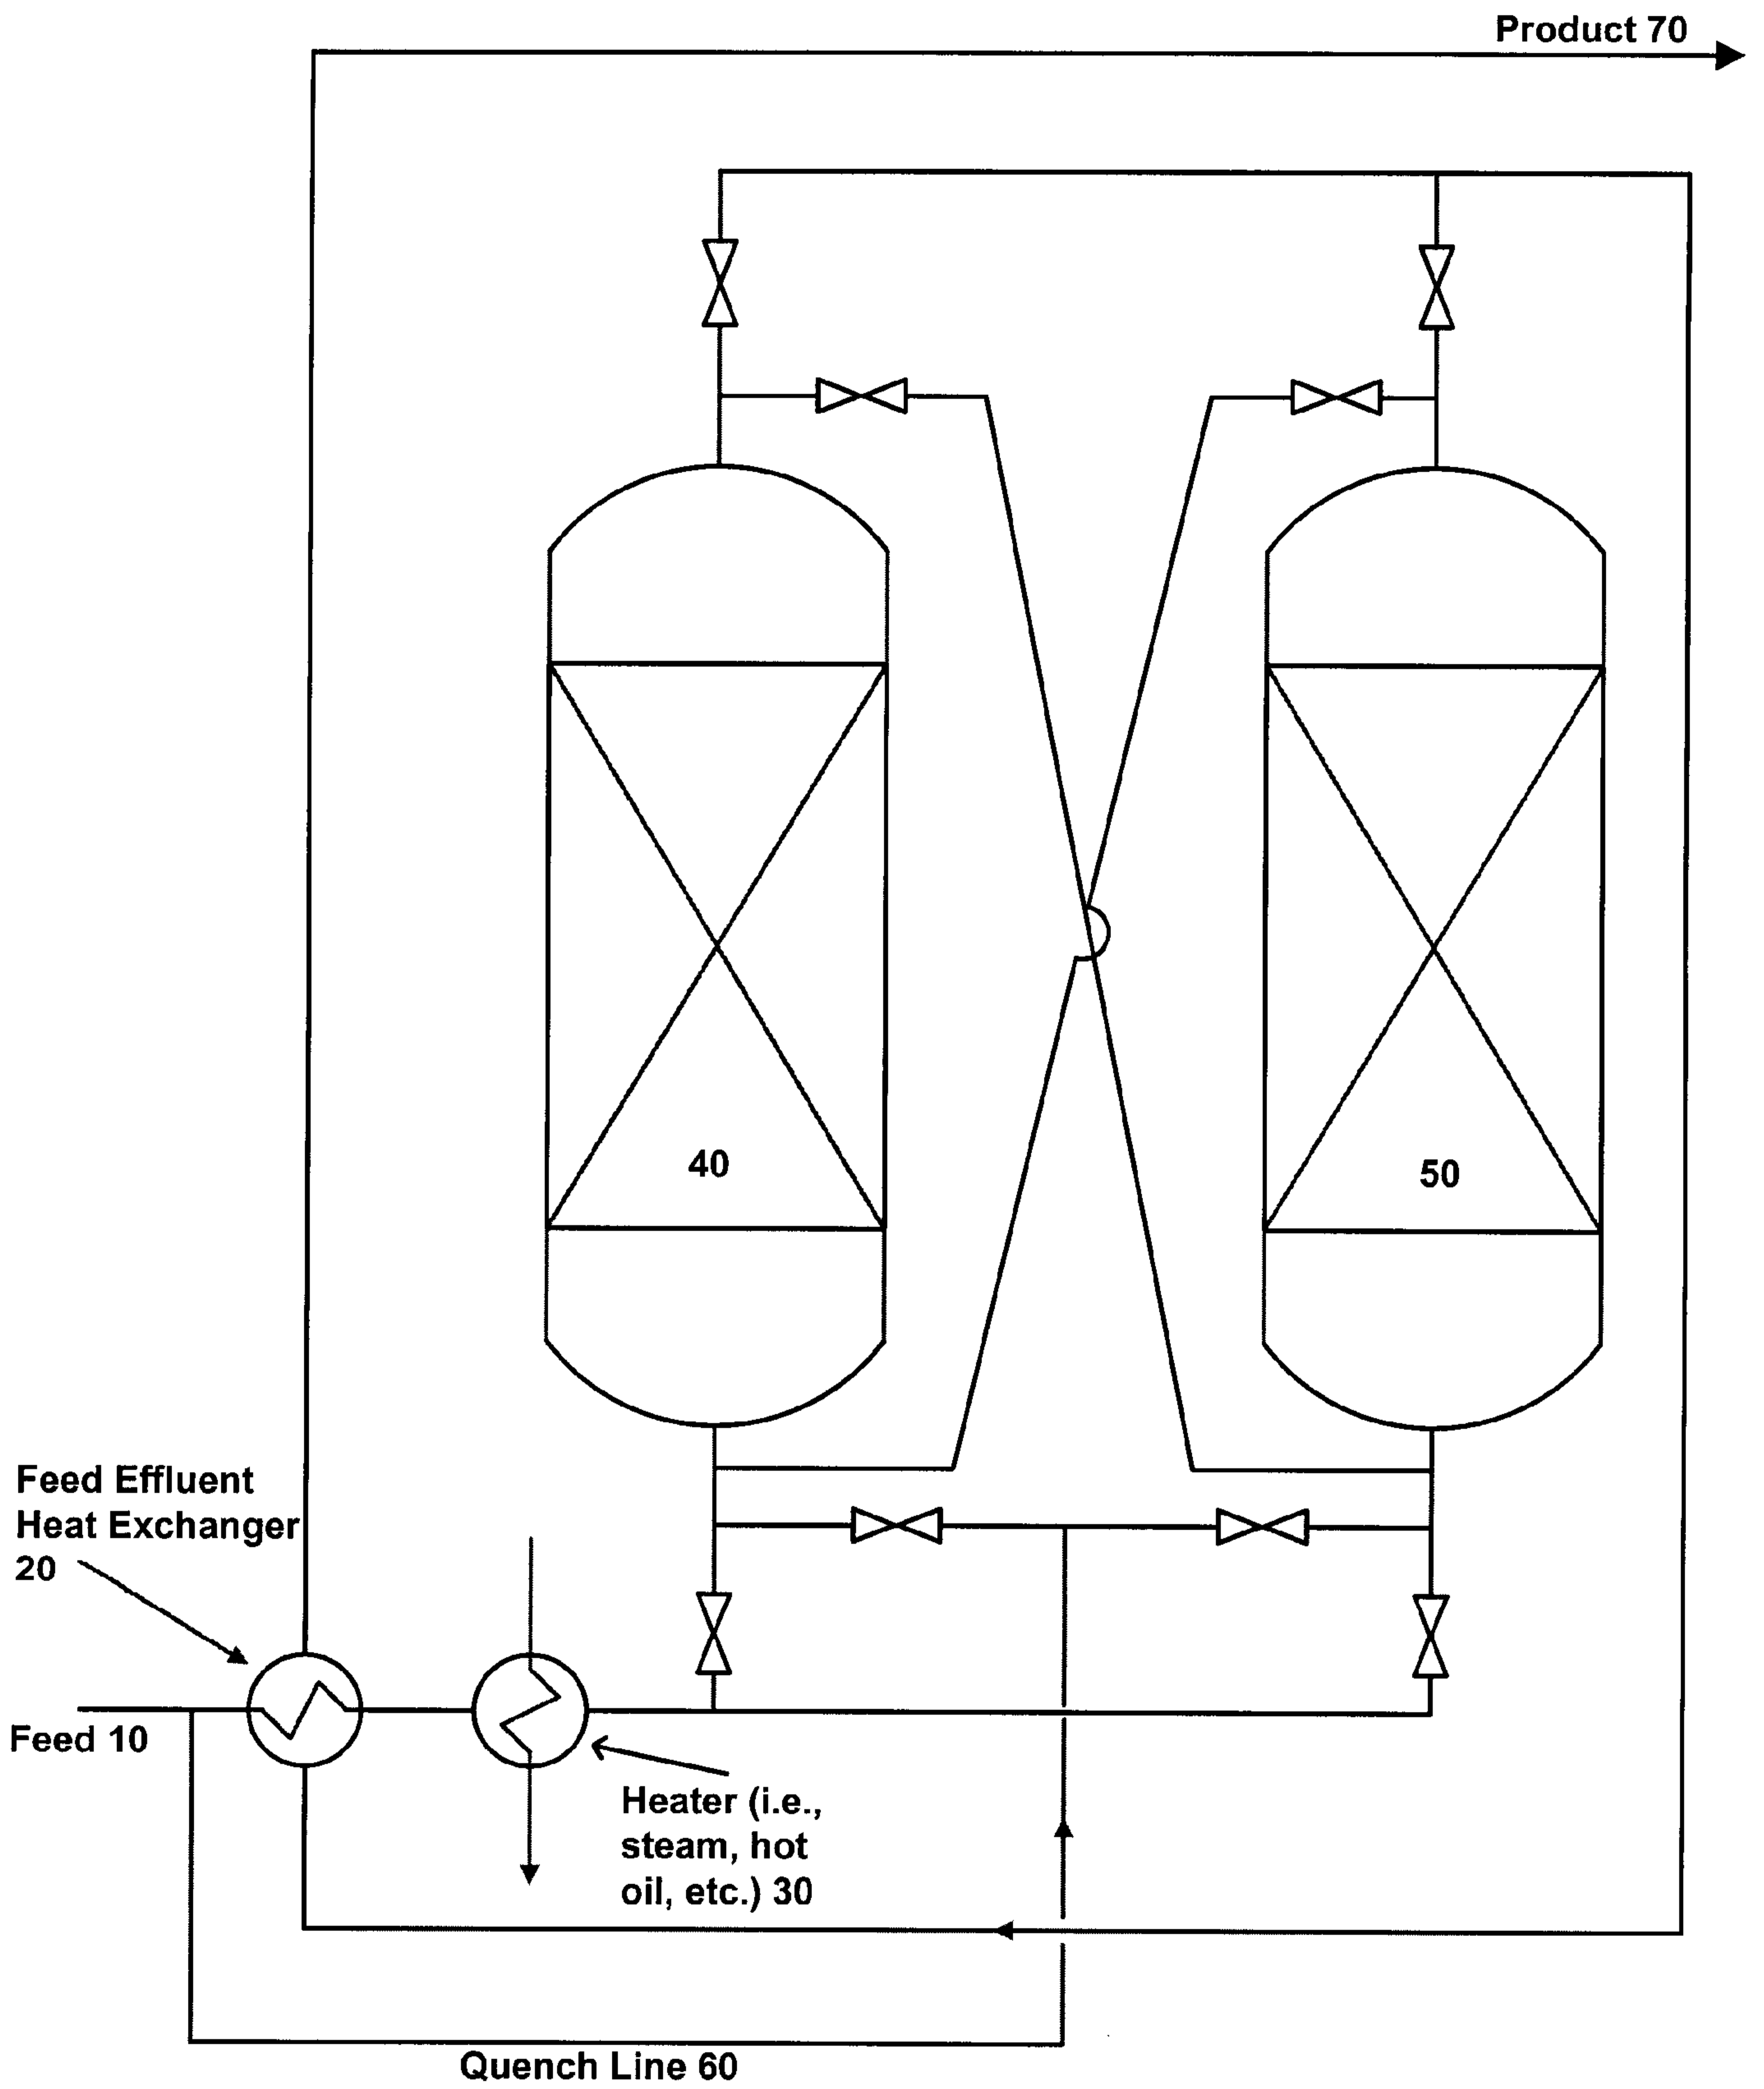 Product 70
40
50
Feed Effluent
Heat Exchanger
20
Feed 10
Heater (i.e.,
steam, hot
oil, etc.) 30
Quench Line 60